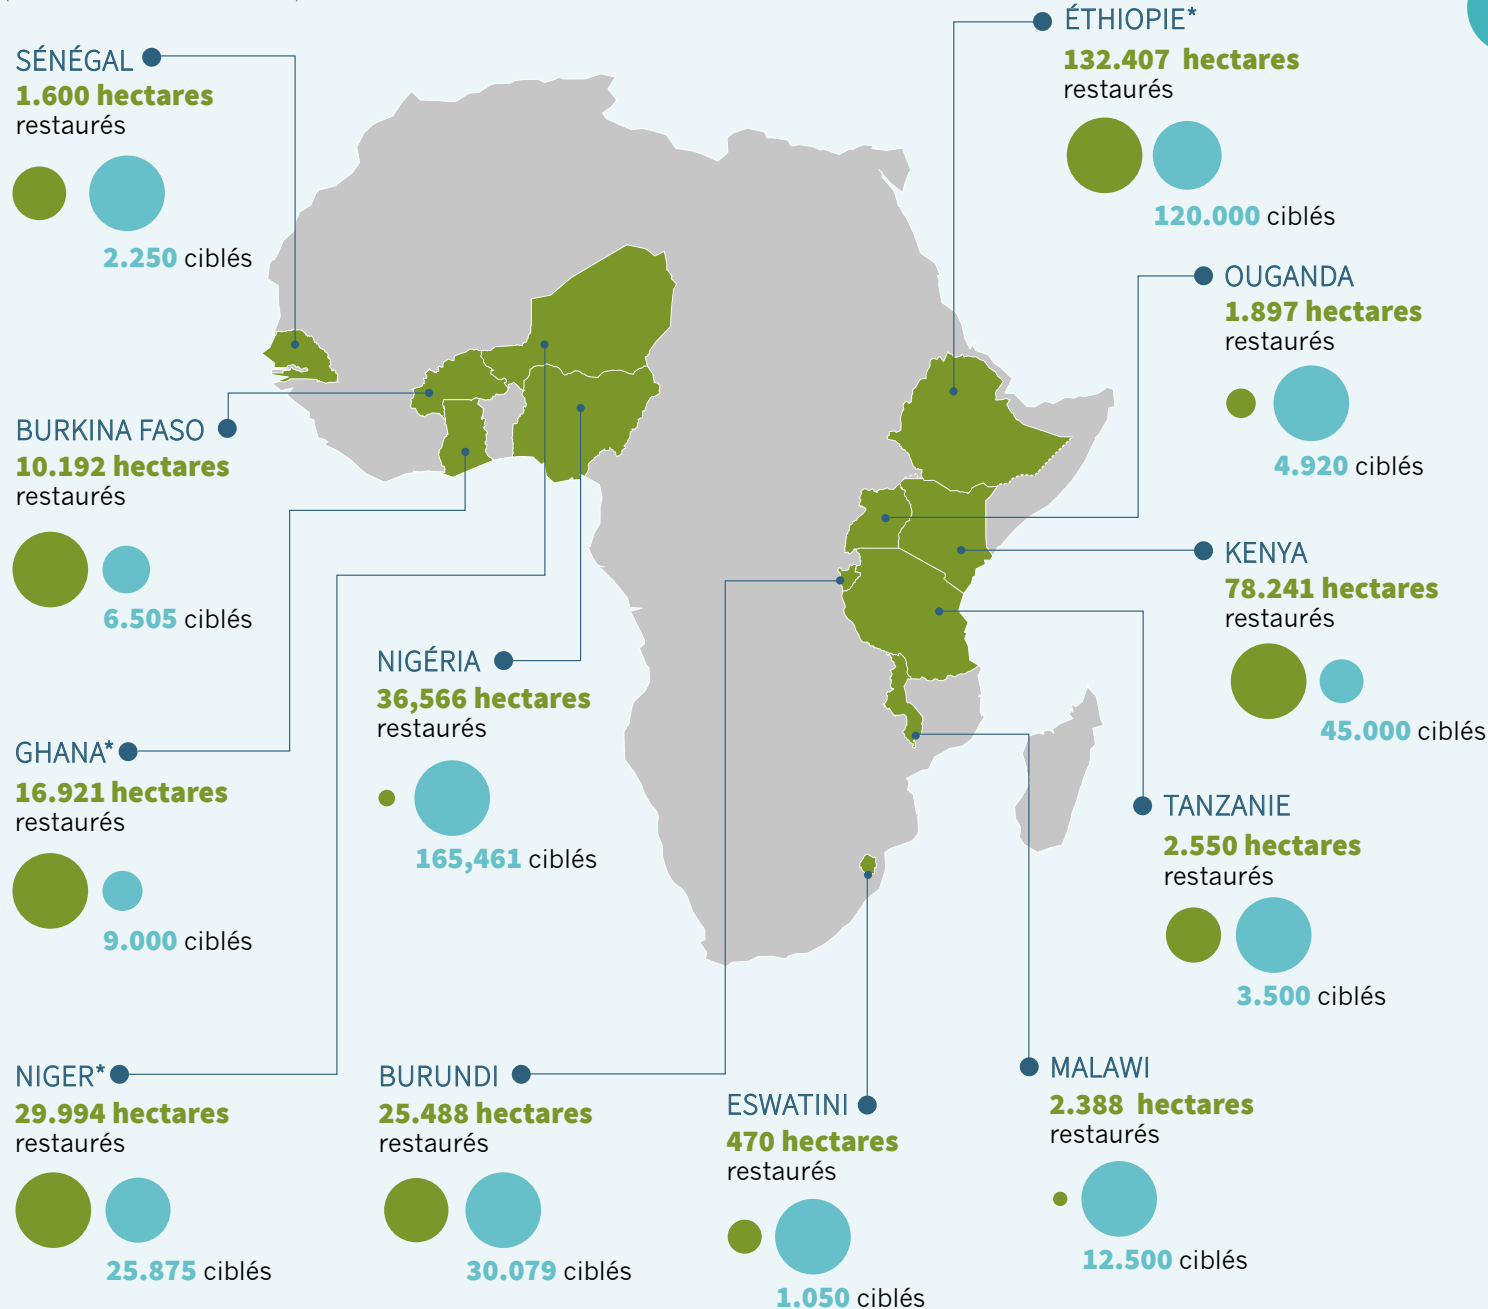 SÉNÉGAL
1.600 hectares
restaurés
2.250 ciblés
BURKINA FASO
10.192 hectares
restaurés
6.505 ciblés
GHANA*
16.921 hectares
restaurés
9.000 ciblés
NIGER*
29.994 hectares
restaurés
25.875 ciblés
NIGÉRIA
36,566 hectares
restaurés
165,461 ciblés
BURUNDI
25.488 hectares
restaurés
30.079 ciblés
ESWATINI
470 hectares
restaurés
1.050 ciblés
MALAWI
2.388 hectares
restaurés
12.500 ciblés
ÉTHIOPIE*
132.407 hectares
restaurés
120.000 ciblés
OUGANDA
1.897 hectares
restaurés
4.920 ciblés
KENYA
78.241 hectares
restaurés
45.000 ciblés
TANZANIE
2.550 hectares
restaurés
3.500 ciblés